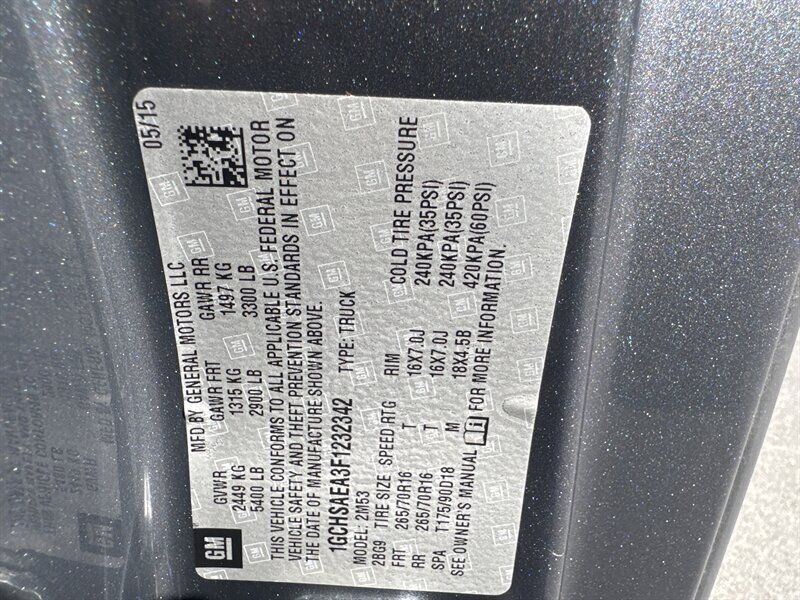 GM
MFD BY GENERAL MOTORS LLC 05/15
GVWR GAWR FRT GAWR RR
2449 KG 1315 KG 1497 KG
5400 LB 2900 LB 3300 LB
THIS VEHICLE CONFORMS TO ALL APPLICABLE U.S. FEDERAL MOTOR
VEHICLE SAFETY AND THEFT PREVENTION STANDARDS IN EFFECT ON
THE DATE OF MANUFACTURE SHOWN ABOVE.
1GCHSAEA3F1232342 TYPE: TRUCK
MODEL: 2M53
2BG9 TIRE SIZE SPEED RTG RIM COLD TIRE PRESSURE
FRT 265/70R16 T 16X7.0J 240KPA(35PSI)
RR 265/70R16 T 16X7.0J 240KPA(35PSI)
SPA T175/90D18 M 18X4.5B 420KPA(60PSI)
SEE OWNER'S MANUAL FOR MORE INFORMATION.